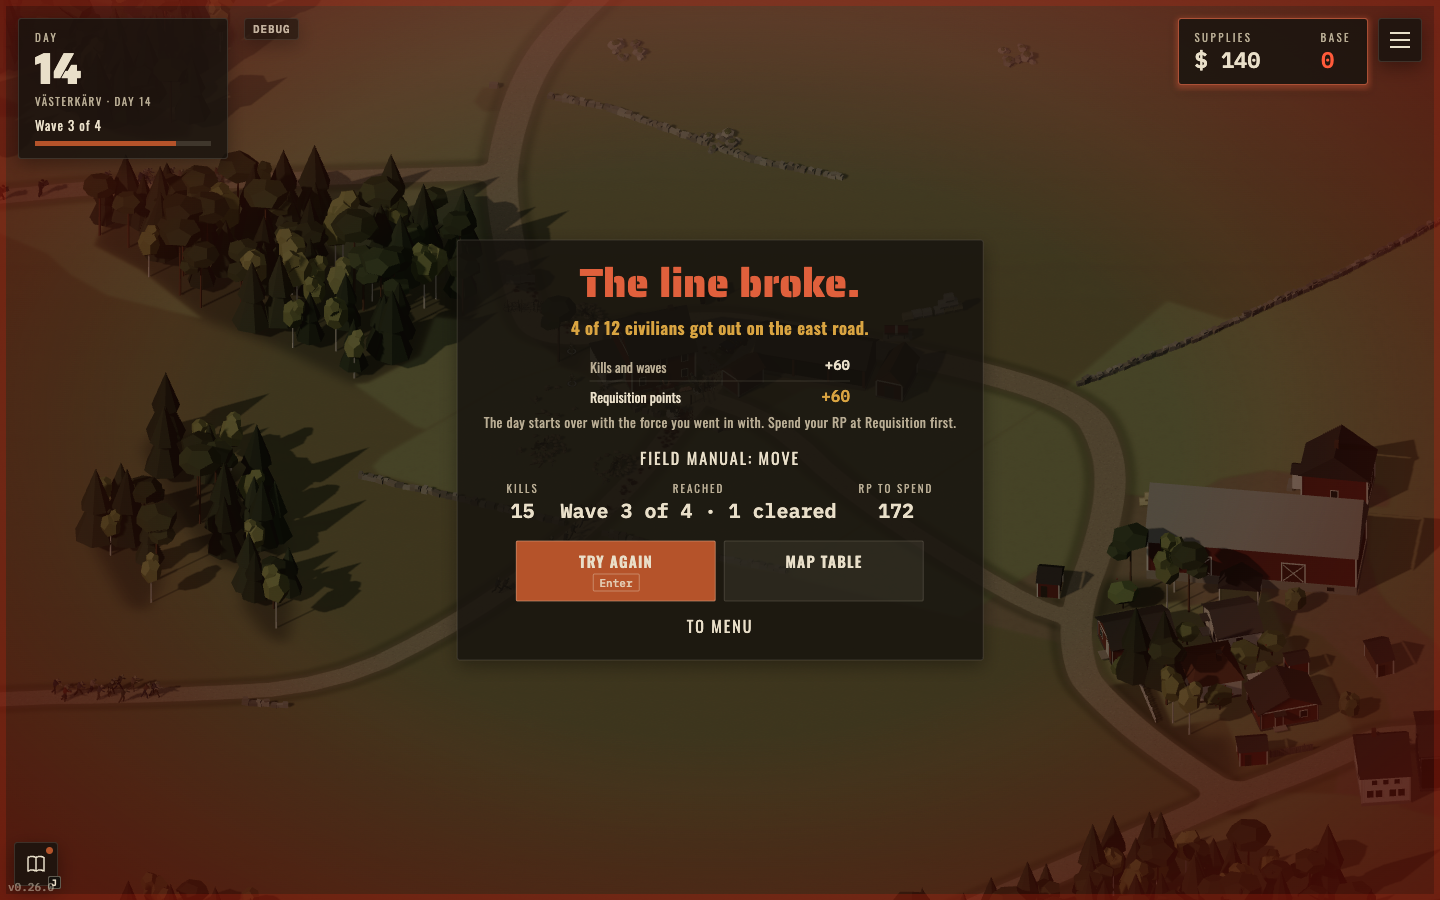 DAY
14
VÄSTERKÄRV · DAY 14
Wave 3 of 4
DEBUG
SUPPLIES
$ 140
BASE
0
The line broke.
4 of 12 civilians got out on the east road.
Kills and waves +60
Requisition points +60
The day starts over with the force you went in with. Spend your RP at Requisition first.
FIELD MANUAL: MOVE
KILLS
15
REACHED
Wave 3 of 4 · 1 cleared
RP TO SPEND
172
TRY AGAIN
Enter
MAP TABLE
TO MENU
J